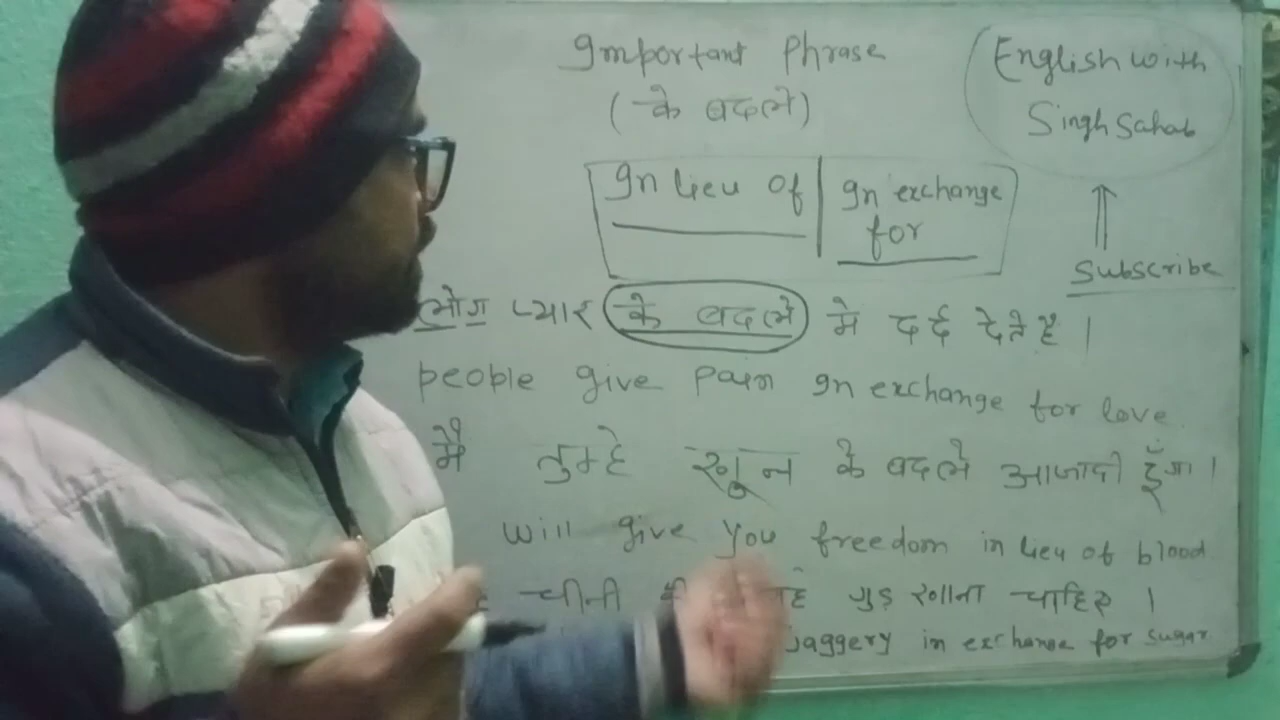 Important Phrase
(के बदले)
English with
Singh Sahab
In lieu of | In exchange
for
Subscribe
लोग प्यार के बदले मे दर्द देते है ।
people give pain In exchange for love
मै तुम्हे खून के बदले आजादी दूँगा ।
will give you freedom in lieu of blood
चीनी गुड़ खाना चाहिए ।
Jaggery in exchange for sugar